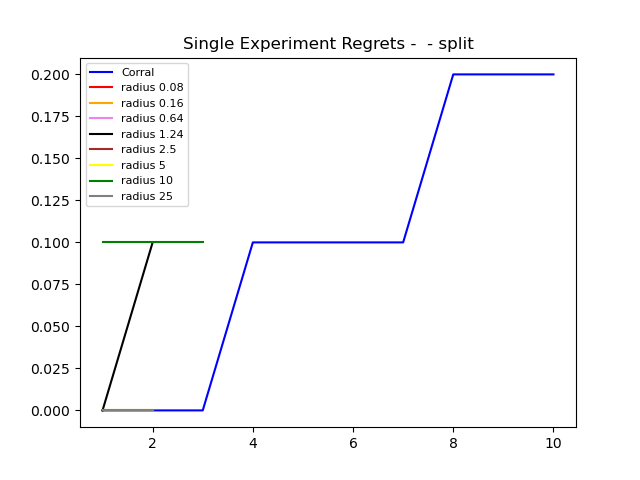 Single Experiment Regrets -  - split
0.200
0.175
0.150
0.125
0.100
0.075
0.050
0.025
0.000
Corral
radius 0.08
radius 0.16
radius 0.64
radius 1.24
radius 2.5
radius 5
radius 10
radius 25
2
4
6
8
10